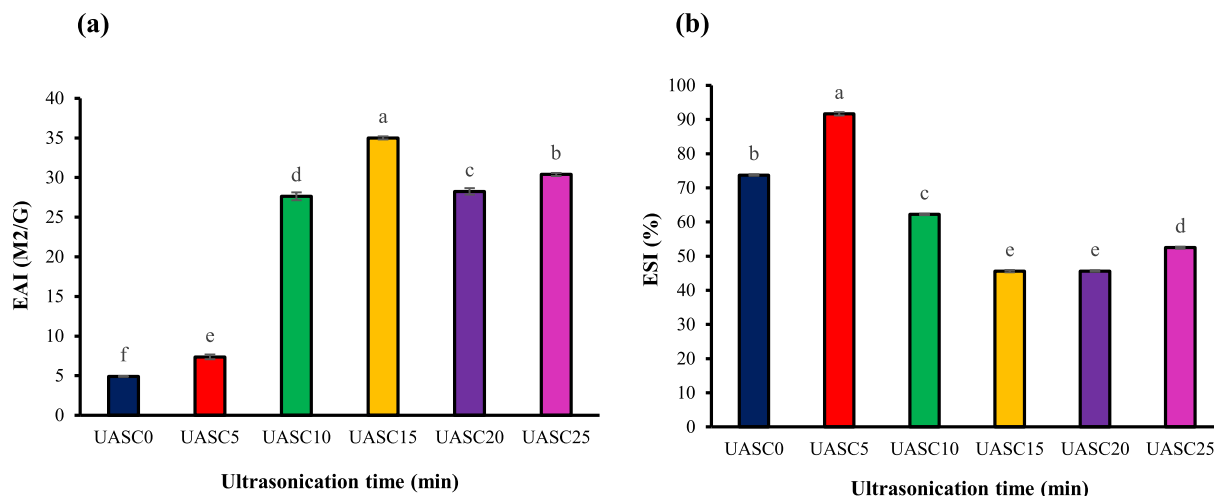 (a)
EAI (M2/G)
40
35
30
25
20
15
10
5
0
f
e
d
a
c
b
UASC0 UASC5 UASC10 UASC15 UASC20 UASC25
Ultrasonication time (min)
(b)
ESI (%)
100
90
80
70
60
50
40
30
20
10
0
b
a
c
e
e
d
UASC0 UASC5 UASC10 UASC15 UASC20 UASC25
Ultrasonication time (min)